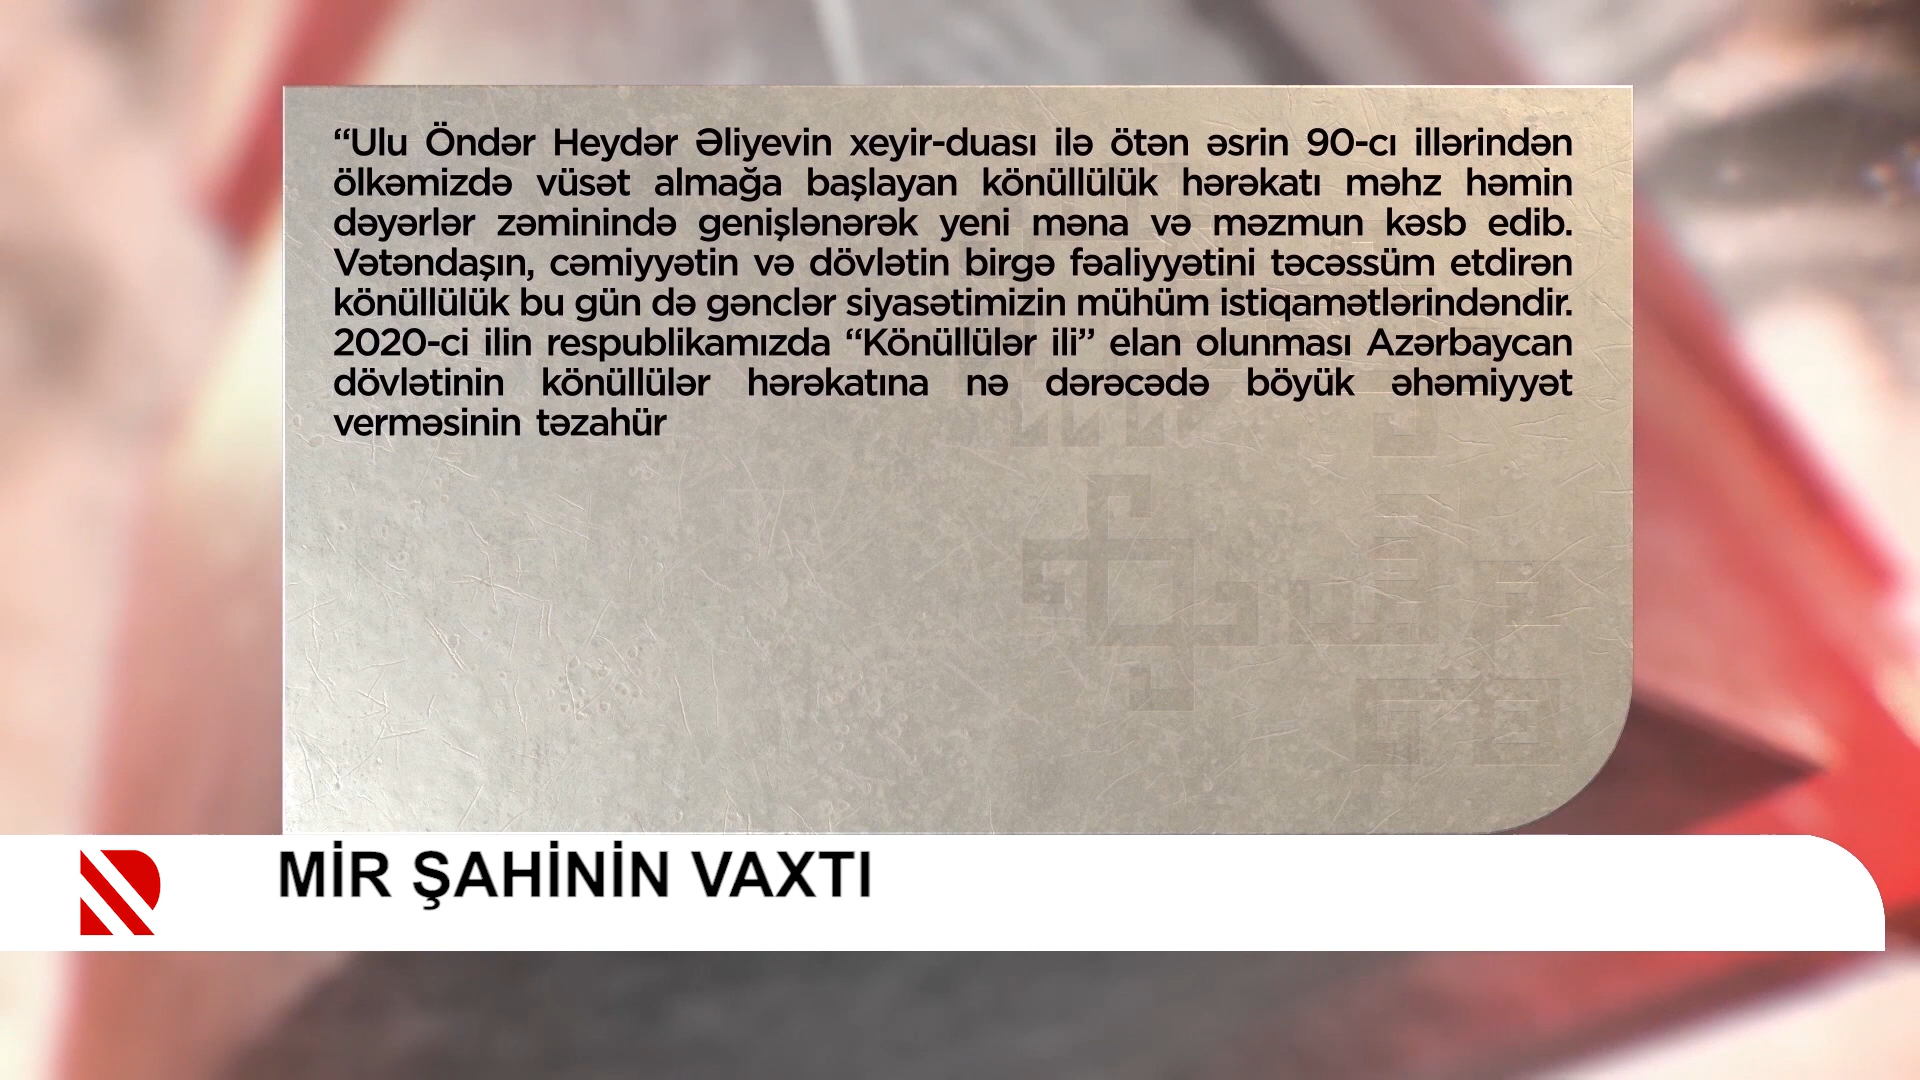 “Ulu Öndər Heydər Əliyevin xeyir-duası ilə ötən əsrin 90-cı illərindən
ölkəmizdə vüsət almağa başlayan könüllülük hərəkatı məhz həmin
dəyərlər zəminində genişlənərək yeni məna və məzmun kəsb edib.
Vətəndaşın, cəmiyyətin və dövlətin birgə fəaliyyətini təcəssüm etdirən
könüllülük bu gün də gənclər siyasətimizin mühüm istiqamətlərindəndir.
2020-ci ilin respublikamızda “Könüllülər ili” elan olunması Azərbaycan
dövlətinin könüllülər hərəkatına nə dərəcədə böyük əhəmiyyət
verməsinin təzahür
MİR ŞAHİNİN VAXTI